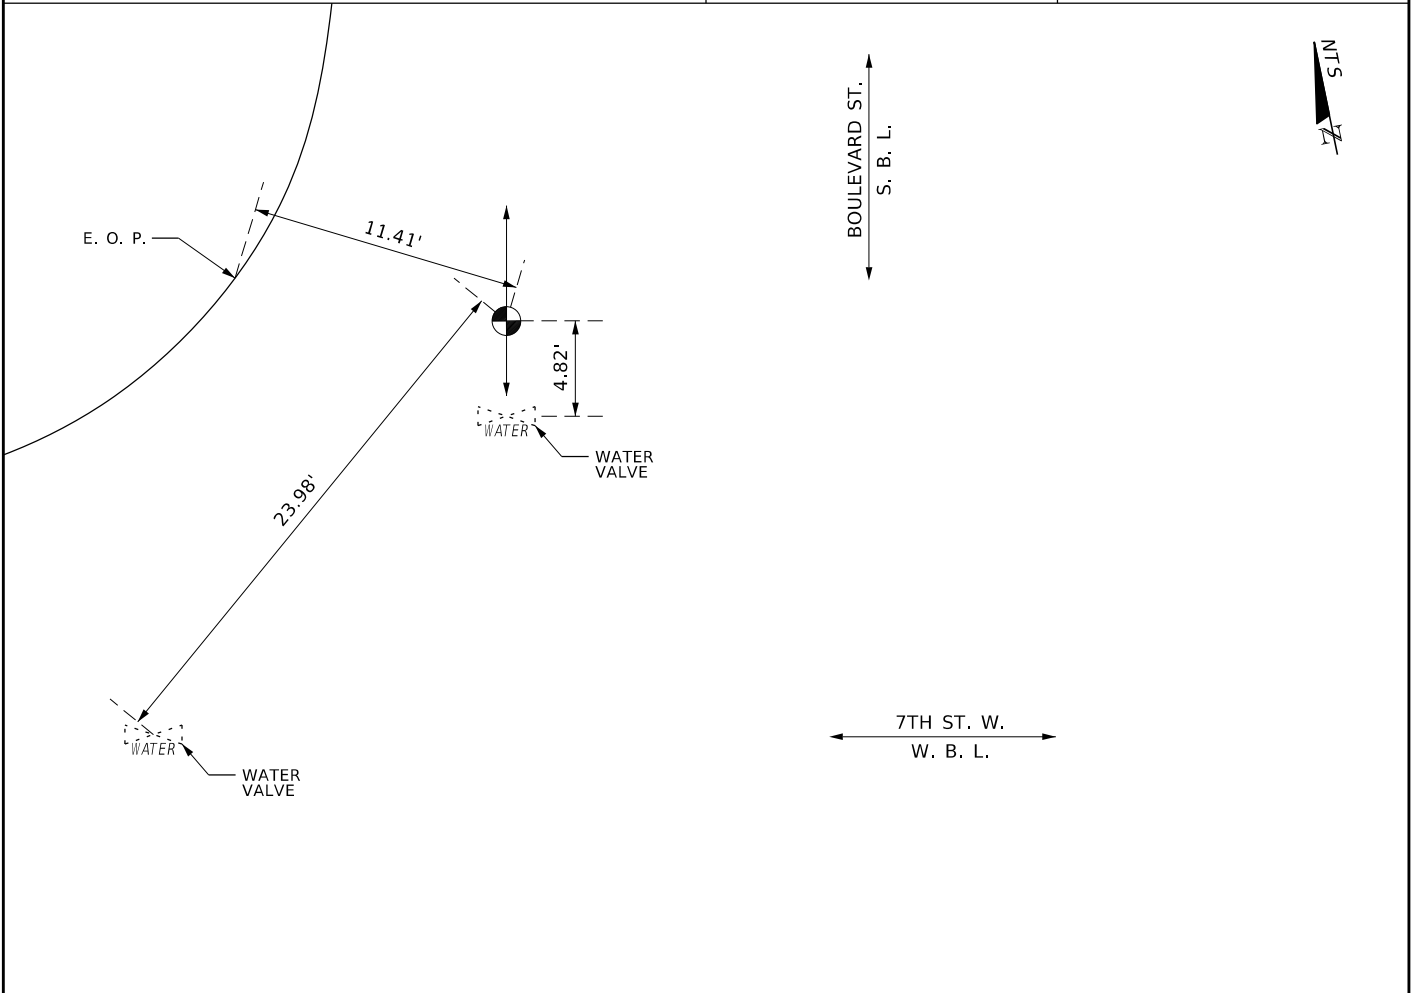 NTS
N
BOULEVARD ST.
S. B. L.
E. O. P.
11.41'
4.82'
WATER
WATER
VALVE
23.98'
WATER
WATER
VALVE
7TH ST. W.
W. B. L.